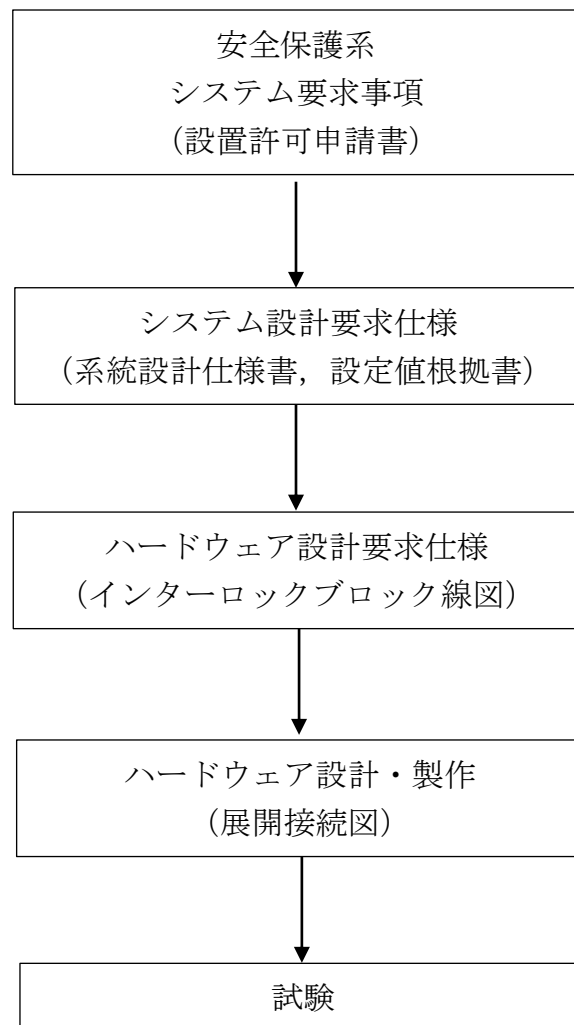 安全保護系
システム要求事項
（設置許可申請書）
システム設計要求仕様
（系統設計仕様書，設定値根拠書）
ハードウェア設計要求仕様
（インターロックブロック線図）
ハードウェア設計・製作
（展開接続図）
試験